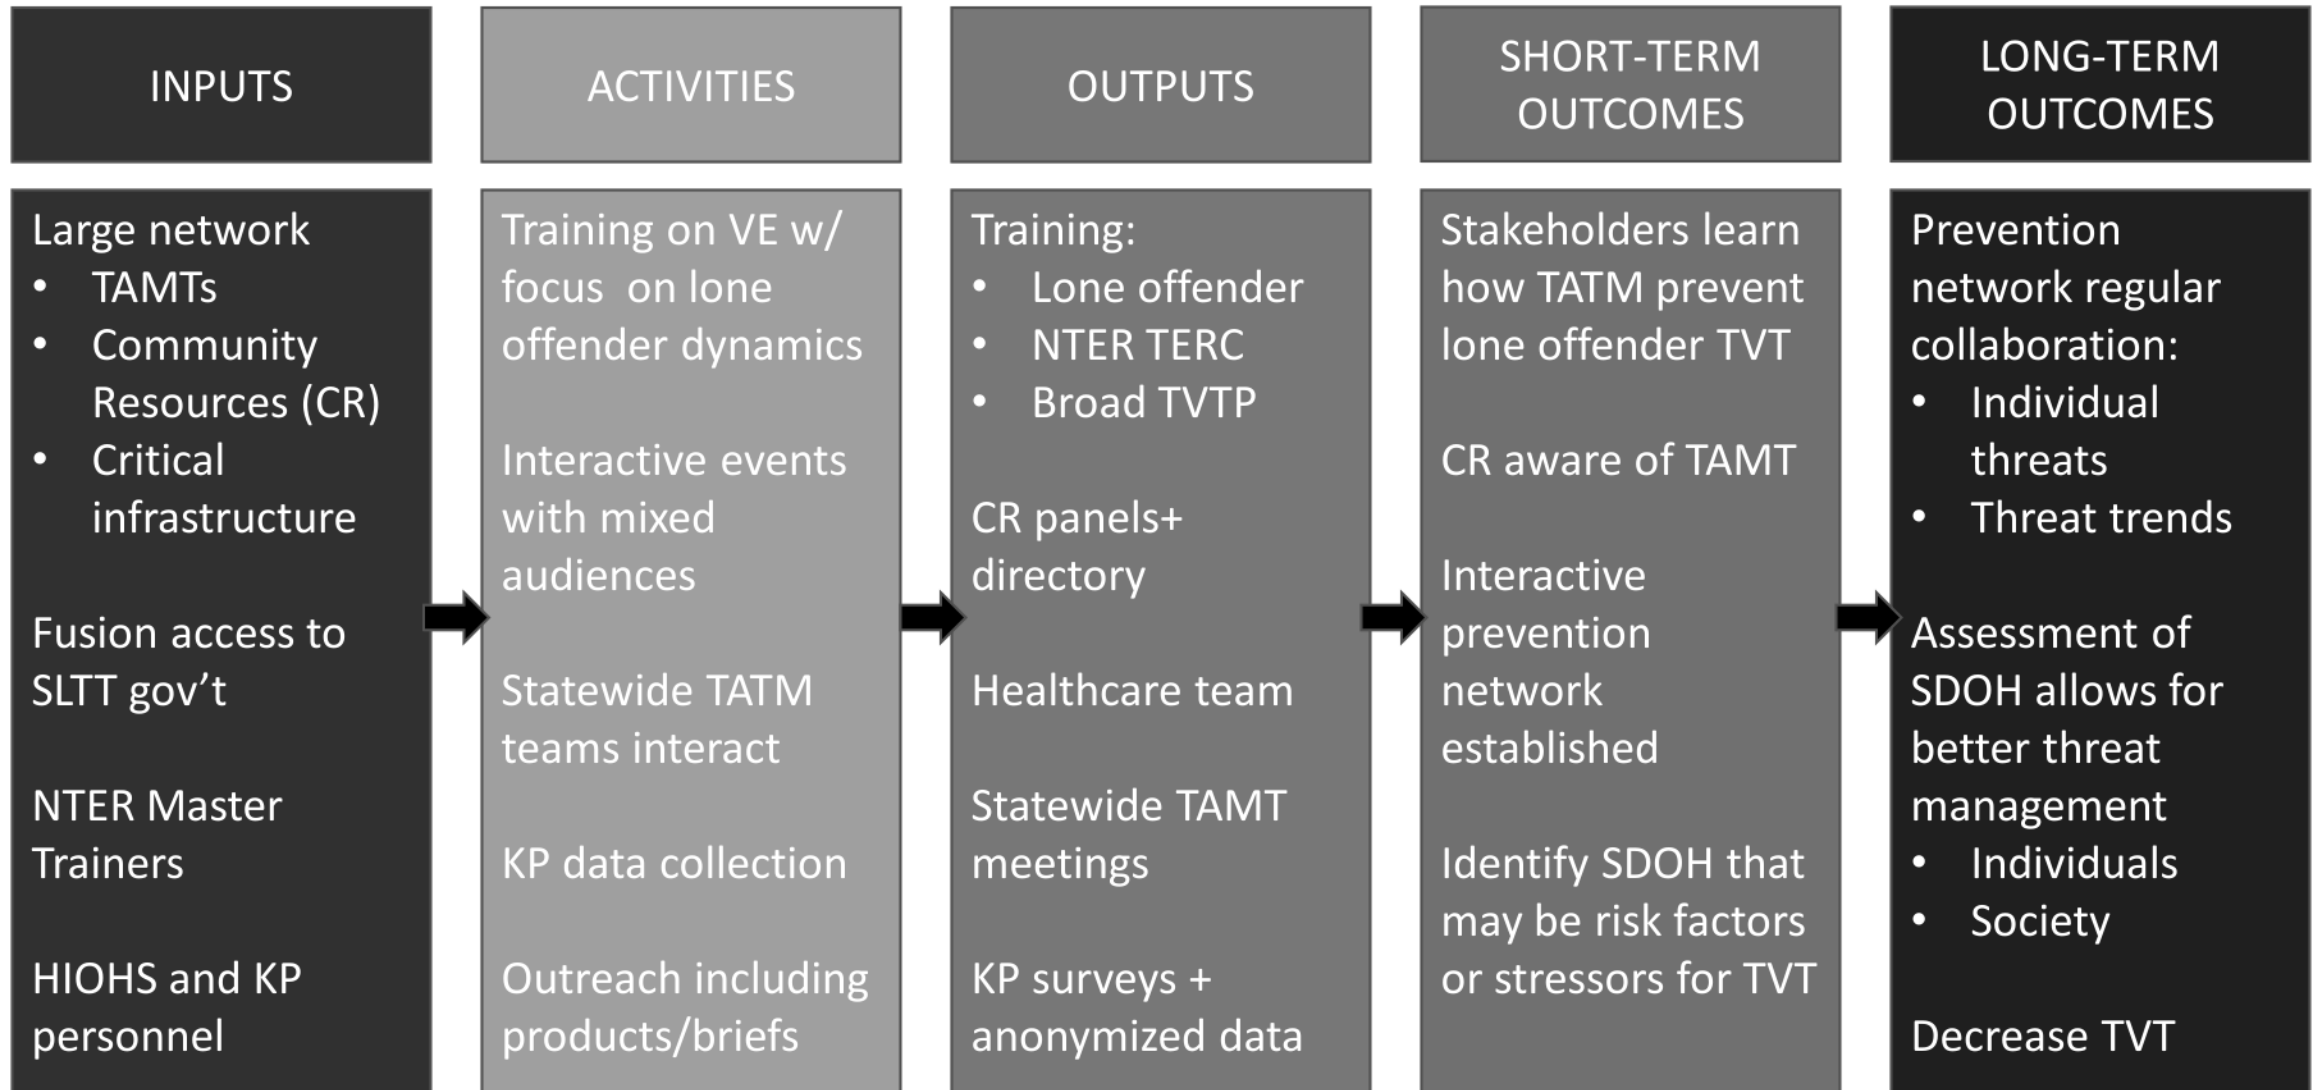 INPUTS
Large network
• TAMTs
• Community
Resources (CR)
• Critical
infrastructure
Fusion access to
SLTT gov't
NTER Master
Trainers
HIOHS and KP
personnel
ACTIVITIES
Training on VE w/
focus  on lone
offender dynamics
Interactive events
with mixed
audiences
Statewide TATM
teams interact
KP data collection
Outreach including
products/briefs
OUTPUTS
Training:
• Lone offender
• NTER TERC
• Broad TVTP
CR panels+
directory
Healthcare team
Statewide TAMT
meetings
KP surveys +
anonymized data
SHORT-TERM
OUTCOMES
Stakeholders learn
how TATM prevent
lone offender TVT
CR aware of TAMT
Interactive
prevention
network
established
Identify SDOH that
may be risk factors
or stressors for TVT
LONG-TERM
OUTCOMES
Prevention
network regular
collaboration:
• Individual
threats
• Threat trends
Assessment of
SDOH allows for
better threat
management
• Individuals
• Society
Decrease TVT